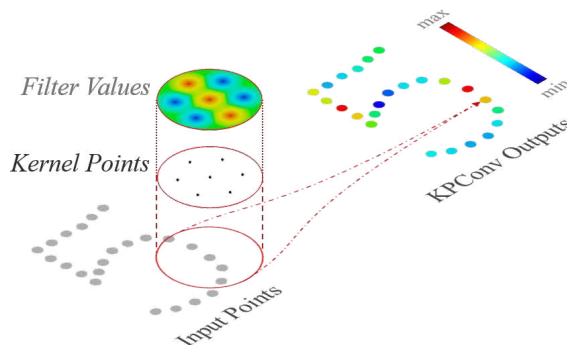 max
min
Filter Values
Kernel Points
KPConv Outputs
Input Points